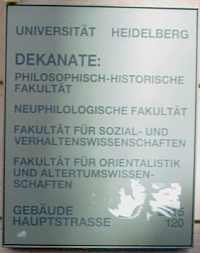 UNIVERSITÄT HEIDELBERG
DEKANATE:
PHILOSOPHISCH-HISTORISCHE
FAKULTÄT
NEUPHILOLOGISCHE FAKULTÄT
FAKULTÄT FÜR SOZIAL- UND
VERHALTENSWISSENSCHAFTEN
FAKULTÄT FÜR ORIENTALISTIK
UND ALTERTUMSWISSEN-
SCHAFTEN
GEBÄUDE
HAUPTSTRASSE 120